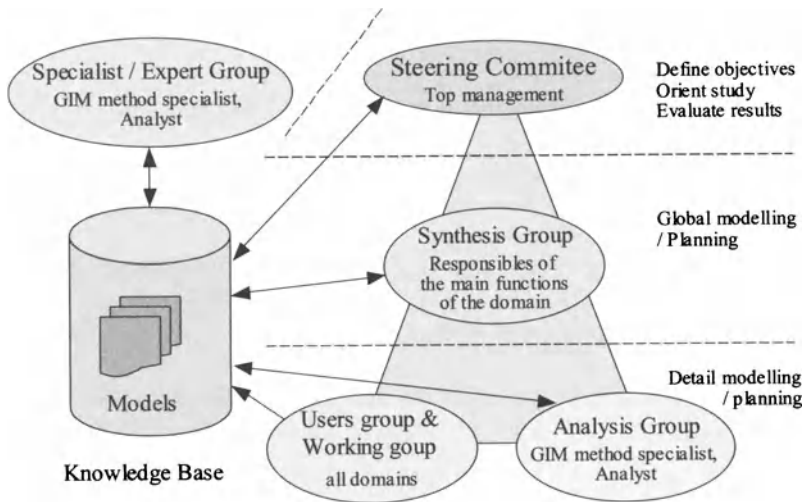 Specialist / Expert Group
GIM method specialist,
Analyst
Steering Commitee
Top management
Define objectives
Orient study
Evaluate results
Synthesis Group
Responsibles of
the main functions
of the domain
Global modelling
/ Planning
Models
Knowledge Base
Users group &
Working goup
all domains
Analysis Group
GIM method specialist,
Analyst
Detail modelling
/ planning